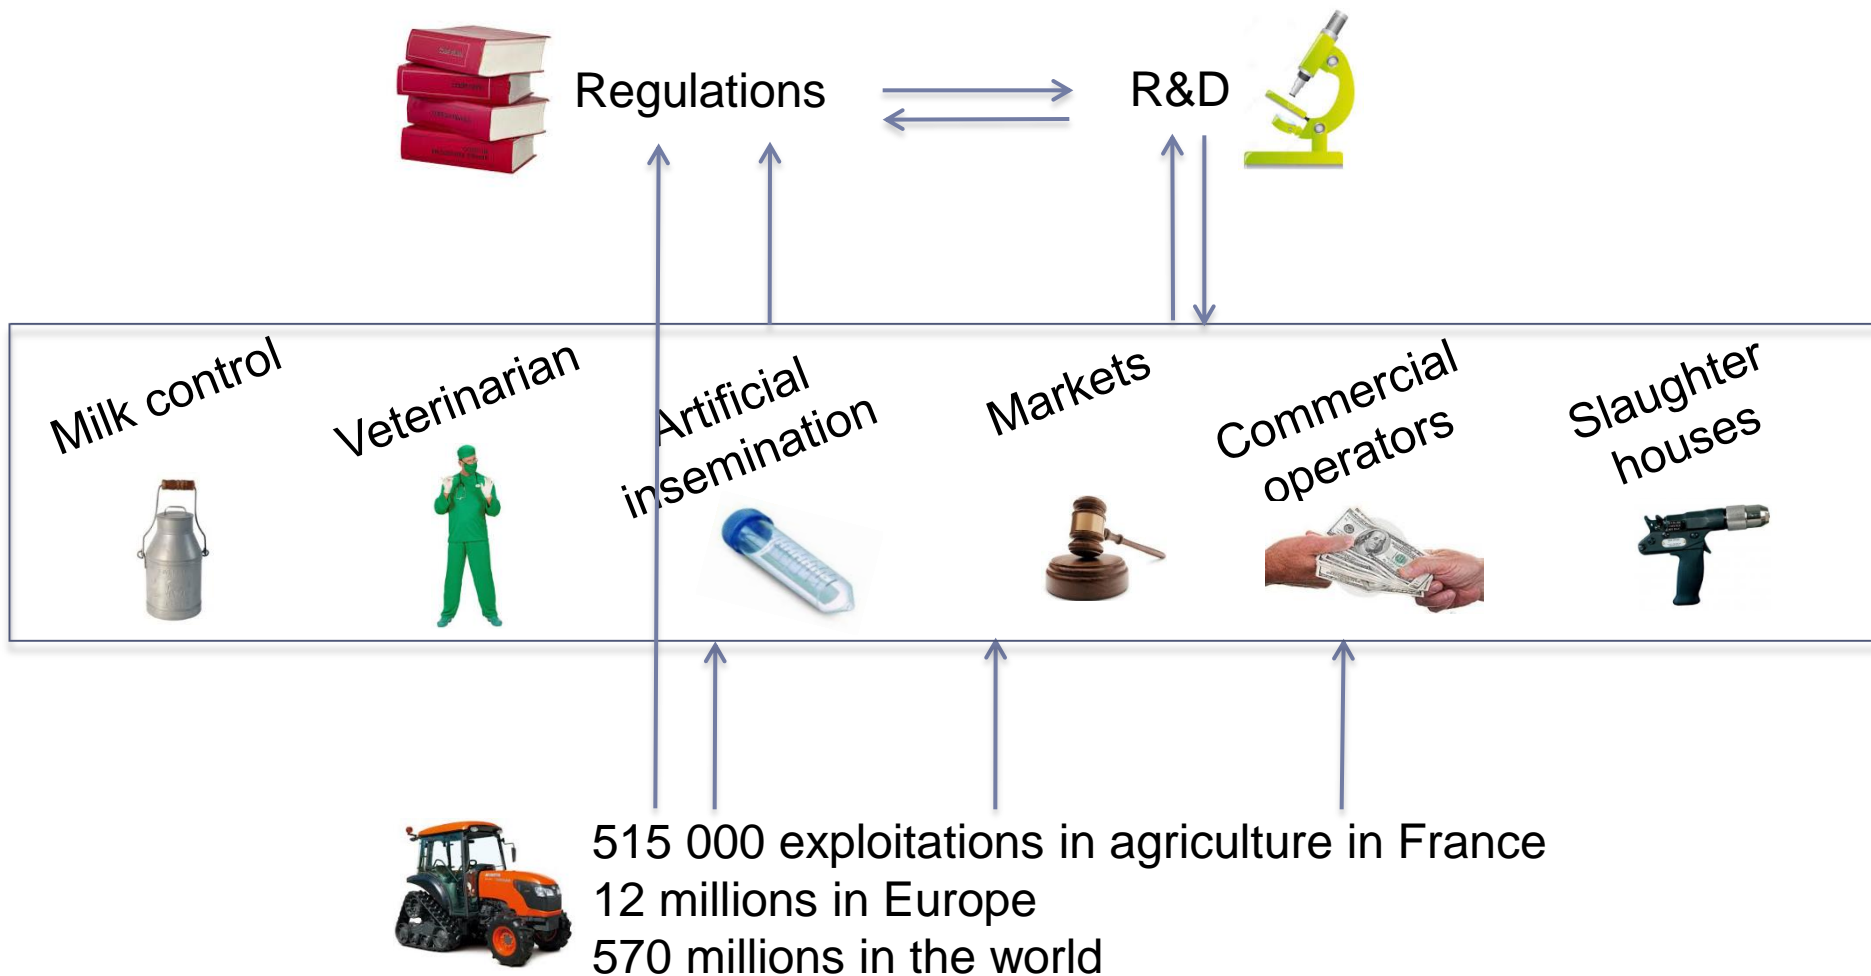 Regulations
R&D
Milk control
Veterinarian
Artificial
insemination
Markets
Commercial
operators
Slaughter
houses
515 000 exploitations in agriculture in France
12 millions in Europe
570 millions in the world